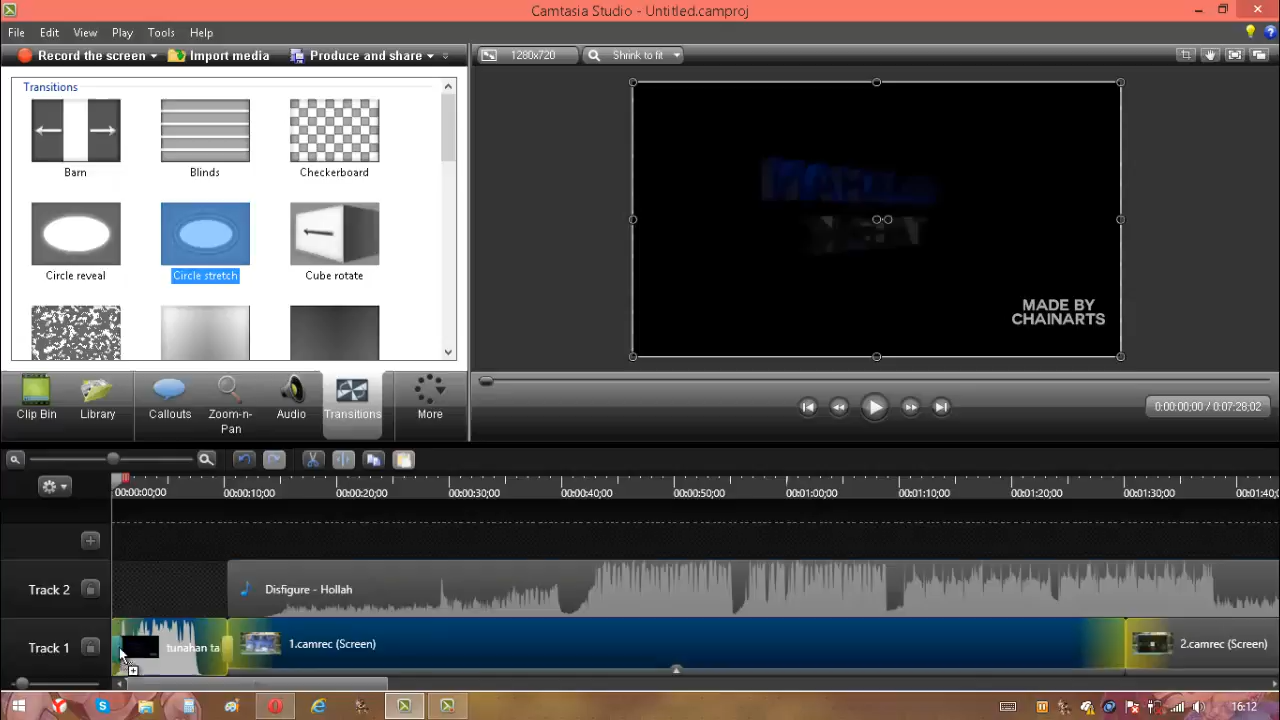 Camtasia Studio - Untitled.camproj
File Edit View Play Tools Help
Record the screen Import media Produce and share
1280x720 Shrink to fit
Transitions
Barn Blinds Checkerboard
Circle reveal Circle stretch Cube rotate
MADE BY
CHAINARTS
Clip Bin Library Callouts Zoom-n-Pan Audio Transitions More
0:00:00;00 / 0:07:28;02
00:00:00;00 00:00:10;00 00:00:20;00 00:00:30;00 00:00:40;00 00:00:50;00 00:01:00;00 00:01:10;00 00:01:20;00 00:01:30;00 00:01:40;0
Track 2 Disfigure - Hollah
Track 1 tunahan ta 1.camrec (Screen) 2.camrec (Screen)
16:12